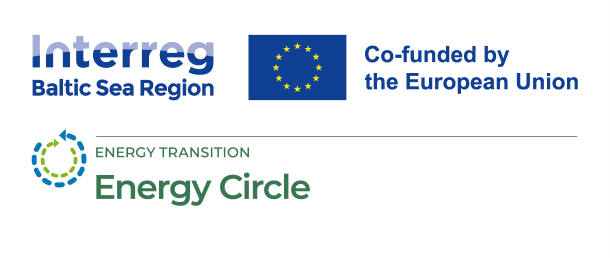 Interreg
Baltic Sea Region
Co-funded by
the European Union
ENERGY TRANSITION
Energy Circle